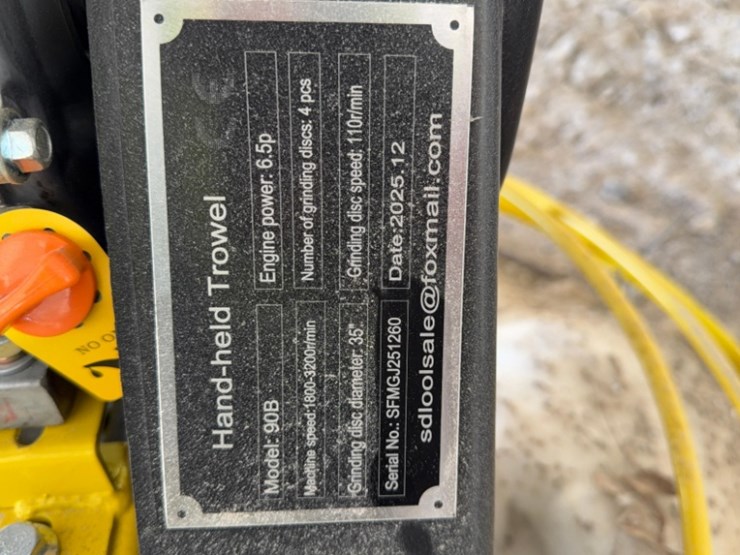 Hand-held Trowel
Model: 90B Engine power: 6.5p
Machine speed:1800-3200r/min Number of grinding discs: 4 pcs
Grinding disc diameter: 35" Grinding disc speed: 110r/min
Serial No.: SFMGJ251260 Date:2025.12
sdloolsale@foxmail.com
CE
NO